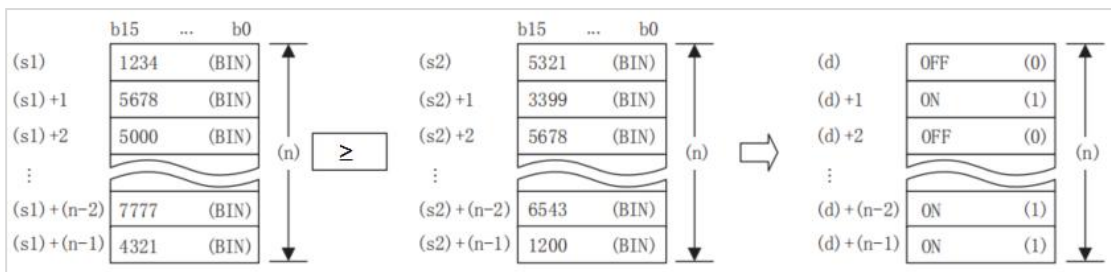 b15 ... b0 b15 ... b0
(s1) 1234 (BIN) (s2) 5321 (BIN) (d) OFF (0)
(s1)+1 5678 (BIN) (s2)+1 3399 (BIN) (d)+1 ON (1)
(s1)+2 5000 (BIN) (s2)+2 5678 (BIN) (d)+2 OFF (0)
(n) ≥ (n) (n)
⋮ ⋮ ⋮
(s1)+(n-2) 7777 (BIN) (s2)+(n-2) 6543 (BIN) (d)+(n-2) ON (1)
(s1)+(n-1) 4321 (BIN) (s2)+(n-1) 1200 (BIN) (d)+(n-1) ON (1)